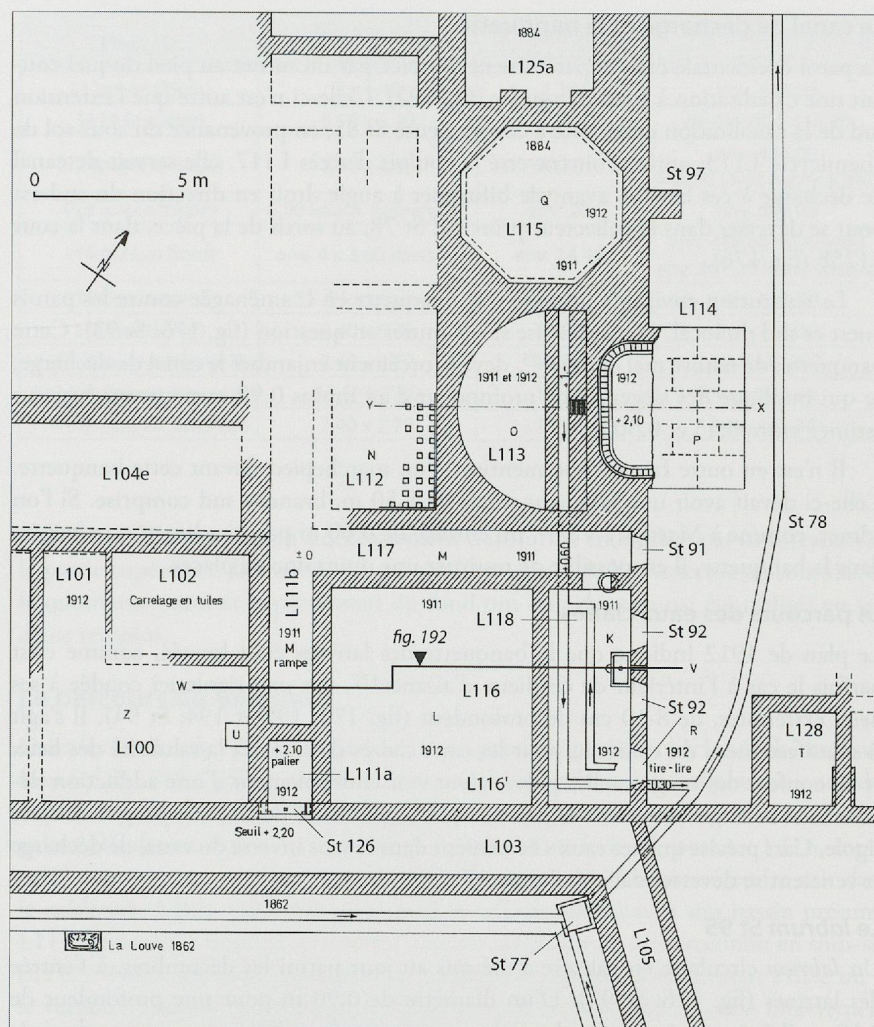 1884
L125a
1884
St 97
0 5 m
Q
1912
L115
1911
L114
1911 et 1912
1912
+ 2,10
Y
X
N
O
P
L104e
L112
L113
St 78
L117
M
1911
± 0
+ 0,60
St 91
L101
L102
1912
Carrelage en tuiles
L111b
1911
L118
1911
fig. 192
K
St 92
1911
M
rampe
V
W
L116
St 92
L
R
U
+ 2.10
palier
1912
1912
1912
L128
L100
L111a
tire-lire
1912
L116'
0.30
1912
Seuil + 2,20
St 126
L103
1862
La Louve 1862
St 77
L105